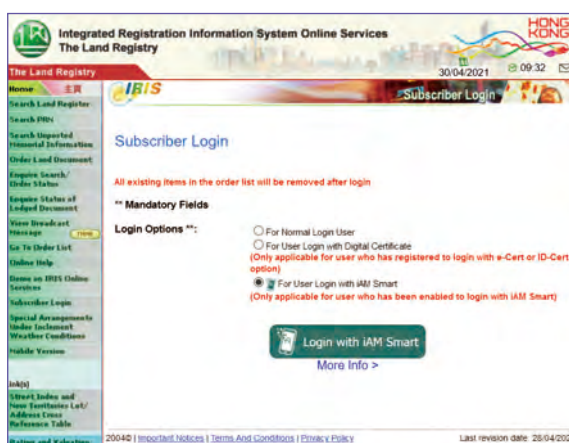 Integrated Registration Information System Online Services
The Land Registry
HONG
KONG
The Land Registry
30/04/2021
09:32
Home
主頁
IRIS
Subscriber Login
Search Land Register
Search PRN
Search Unposted
Memorial Information
Order Land Document
Enquire Search/
Order Status
Enquire Status of
Lodged Document
View Broadcast
Message
Go To Order List
Online Help
Demo on IRIS Online
Services
Subscriber Login
Special Arrangements
Under Inclement
Weather Conditions
Mobile Version
ink(s)
Street Index and
New Territories Lot/
Address Cross
Reference Table
Rating and Valuation
Subscriber Login
All existing items in the order list will be removed after login
** Mandatory Fields
Login Options **:
For Normal Login User
For User Login with Digital Certificate
(Only applicable for user who has registered to login with e-Cert or ID-Cert
option)
For User Login with iAM Smart
(Only applicable for user who has been enabled to login with iAM Smart)
Login with iAM Smart
More Info >
2004© | Important Notices | Terms And Conditions | Privacy Policy
Last revision date: 28/04/202